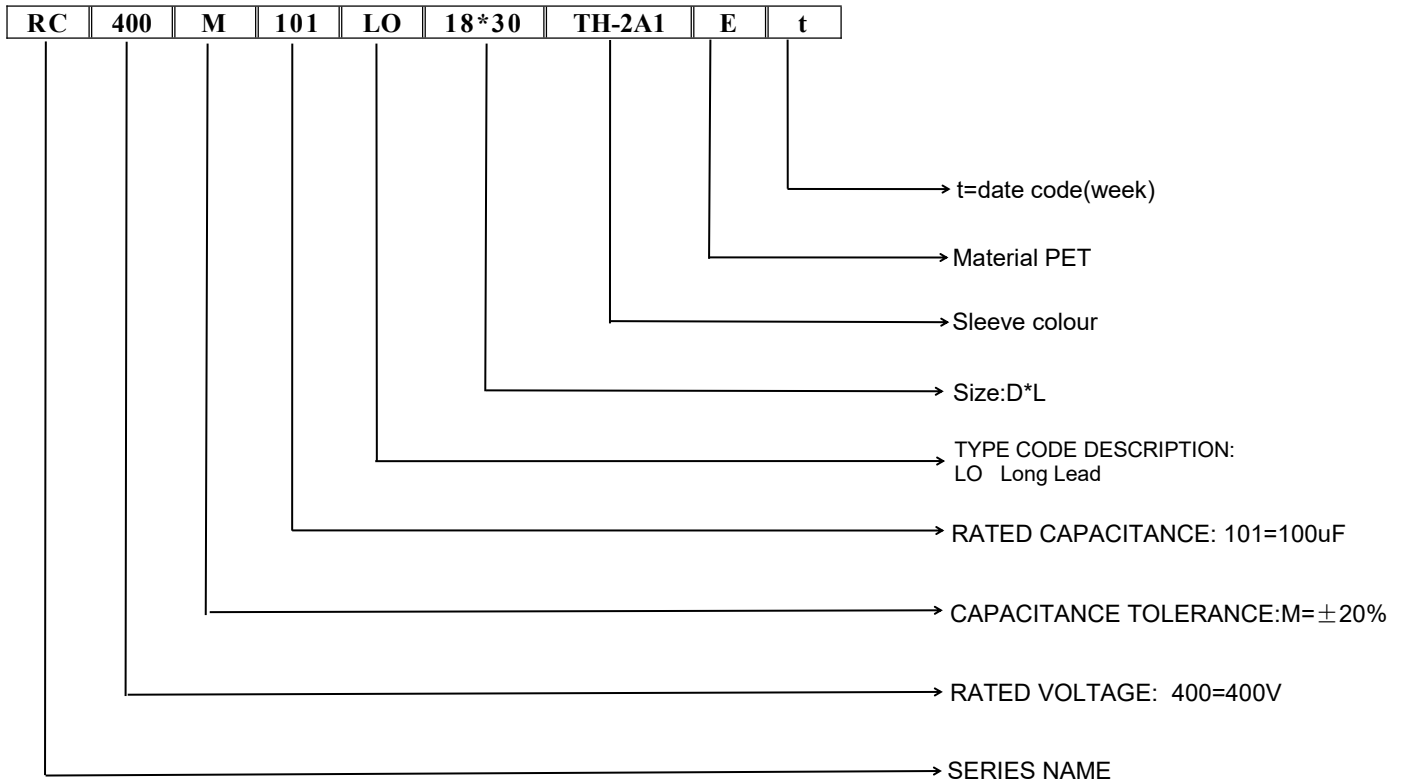 RC 400 M 101 LO 18*30 TH-2A1 E t
t=date code(week)
Material PET
Sleeve colour
Size:D*L
TYPE CODE DESCRIPTION:
LO Long Lead
RATED CAPACITANCE: 101=100uF
CAPACITANCE TOLERANCE:M=±20%
RATED VOLTAGE: 400=400V
SERIES NAME